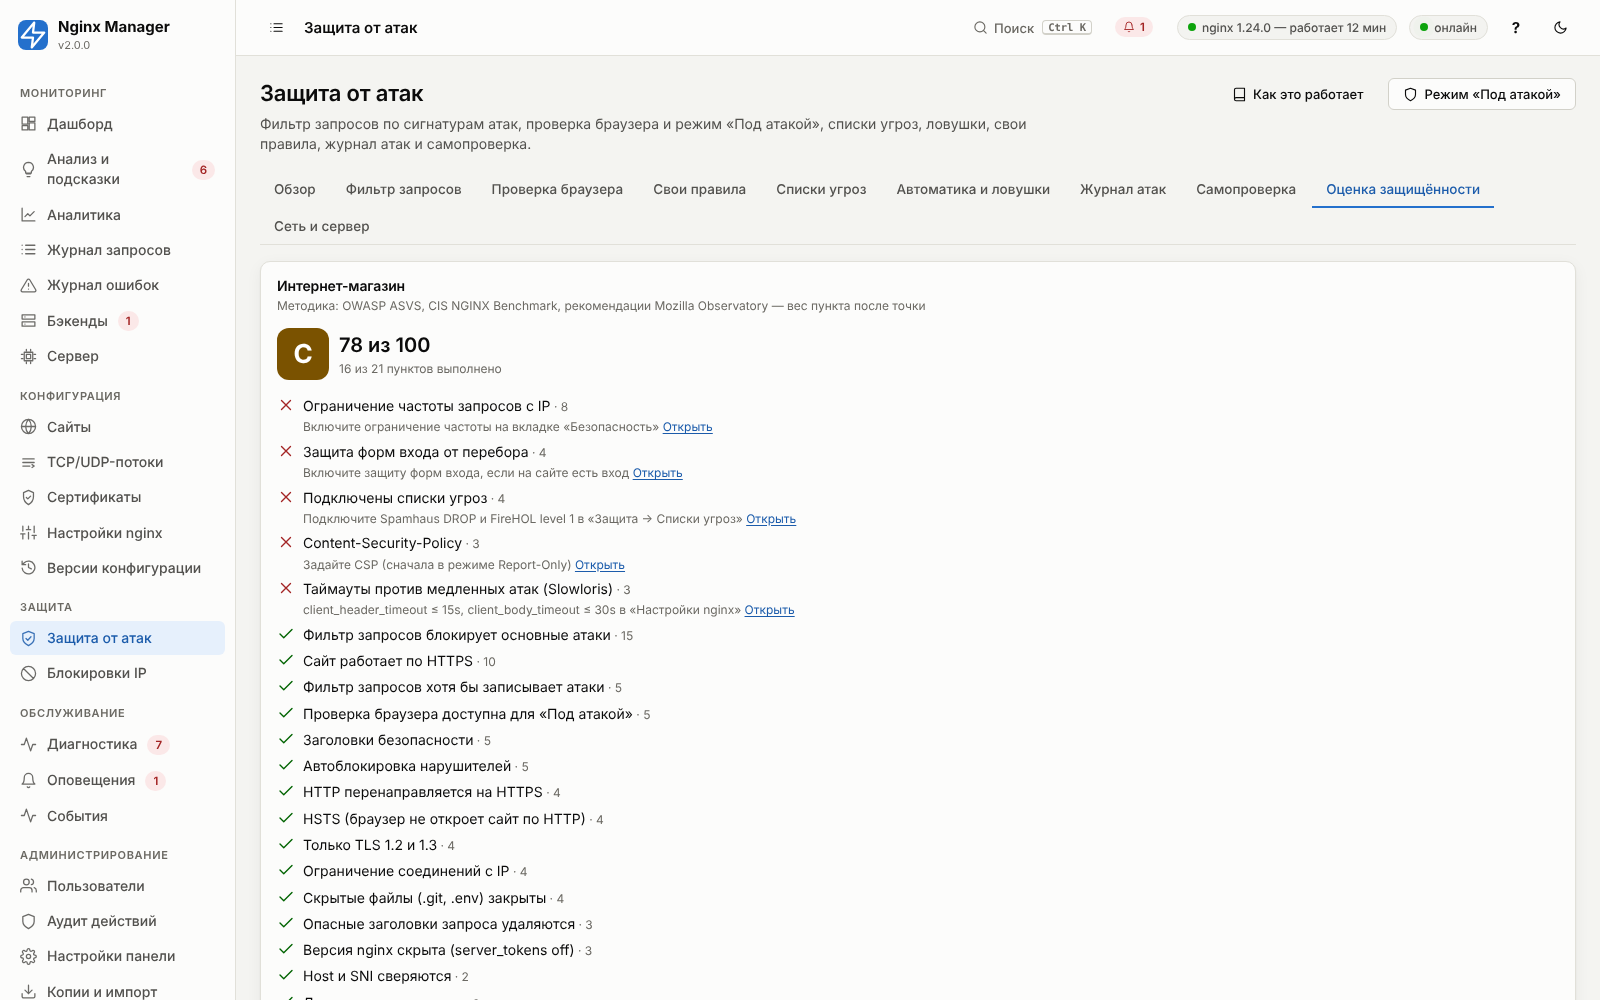 Nginx Manager
v2.0.0
МОНИТОРИНГ
Дашборд
Анализ и подсказки 6
Аналитика
Журнал запросов
Журнал ошибок
Бэкенды 1
Сервер
КОНФИГУРАЦИЯ
Сайты
TCP/UDP-потоки
Сертификаты
Настройки nginx
Версии конфигурации
ЗАЩИТА
Защита от атак
Блокировки IP
ОБСЛУЖИВАНИЕ
Диагностика 7
Оповещения 1
События
АДМИНИСТРИРОВАНИЕ
Пользователи
Аудит действий
Настройки панели
Копии и импорт
Защита от атак
Поиск Ctrl K
1
nginx 1.24.0 — работает 12 мин
онлайн
?
Защита от атак
Как это работает
Режим «Под атакой»
Фильтр запросов по сигнатурам атак, проверка браузера и режим «Под атакой», списки угроз, ловушки, свои
правила, журнал атак и самопроверка.
Обзор Фильтр запросов Проверка браузера Свои правила Списки угроз Автоматика и ловушки Журнал атак Самопроверка Оценка защищённости
Сеть и сервер
Интернет-магазин
Методика: OWASP ASVS, CIS NGINX Benchmark, рекомендации Mozilla Observatory — вес пункта после точки
C
78 из 100
16 из 21 пунктов выполнено
Ограничение частоты запросов с IP · 8
Включите ограничение частоты на вкладке «Безопасность» Открыть
Защита форм входа от перебора · 4
Включите защиту форм входа, если на сайте есть вход Открыть
Подключены списки угроз · 4
Подключите Spamhaus DROP и FireHOL level 1 в «Защита → Списки угроз» Открыть
Content-Security-Policy · 3
Задайте CSP (сначала в режиме Report-Only) Открыть
Таймауты против медленных атак (Slowloris) · 3
client_header_timeout ≤ 15s, client_body_timeout ≤ 30s в «Настройки nginx» Открыть
Фильтр запросов блокирует основные атаки · 15
Сайт работает по HTTPS · 10
Фильтр запросов хотя бы записывает атаки · 5
Проверка браузера доступна для «Под атакой» · 5
Заголовки безопасности · 5
Автоблокировка нарушителей · 5
HTTP перенаправляется на HTTPS · 4
HSTS (браузер не откроет сайт по HTTP) · 4
Только TLS 1.2 и 1.3 · 4
Ограничение соединений с IP · 4
Скрытые файлы (.git, .env) закрыты · 4
Опасные заголовки запроса удаляются · 3
Версия nginx скрыта (server_tokens off) · 3
Host и SNI сверяются · 2